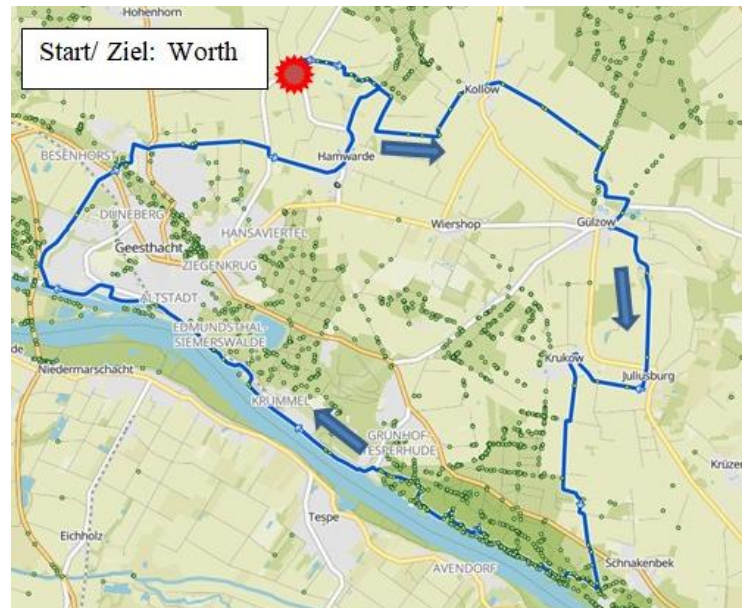 Hohenhorn
Start/ Ziel: Worth
Kollow
BESENHORST
Hamwarde
DÜNEBERG
HANSAVIERTEL
Wiershop
Gülzow
Geesthacht
ZIEGENKRUG
ALTSTADT
EDMUNDSTHAL-
SIEMERSWALDE
Krukow
Niedermarschacht
Juliusburg
KRÜMMEL
GRÜNHOF-
TESPERHUDE
Krüzen
Tespe
Eichholz
Schnakenbek
AVENDORF